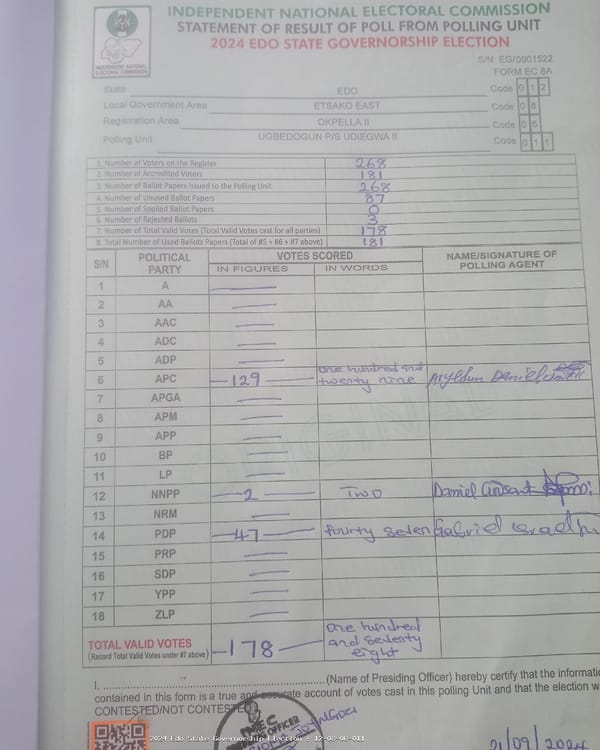 INDEPENDENT NATIONAL ELECTORAL COMMISSION
STATEMENT OF RESULT OF POLL FROM POLLING UNIT
2024 EDO STATE GOVERNORSHIP ELECTION
INEC
INDEPENDENT NATIONAL
ELECTORAL COMMISSION
S/N EG/0001522
FORM EC 8A
State EDO Code 0 1 2
Local Government Area ETSAKO EAST Code 0 8
Registration Area OKPELLA II Code 0 6
Polling Unit UGBEDOGUN P/S UDIEGWA II Code 0 1 1
1. Number of Voters on the Register 268
2. Number of Accredited Voters 181
3. Number of Ballot Papers Issued to the Polling Unit 268
4. Number of Unused Ballot Papers 87
5. Number of Spoiled Ballot Papers 0
6. Number of Rejected Ballots 3
7. Number of Total Valid Votes (Total Valid Votes cast for all parties) 178
8. Total Number of Used Ballots Papers (Total of #5 + #6 + #7 above) 181
S/N POLITICAL PARTY VOTES SCORED NAME/SIGNATURE OF POLLING AGENT
IN FIGURES IN WORDS
1 A
2 AA
3 AAC
4 ADC
5 ADP
6 APC 129 one hundred and twenty nine Daniel
7 APGA
8 APM
9 APP
10 BP
11 LP
12 NNPP 2 Two Daniel
13 NRM
14 PDP 47 fourty seven Gabriel
15 PRP
16 SDP
17 YPP
18 ZLP
TOTAL VALID VOTES 178 one hundred and seventy eight
(Record Total Valid Votes under #7 above)
I, (Name of Presiding Officer) hereby certify that the informatio
contained in this form is a true and accurate account of votes cast in this polling Unit and that the election w
CONTESTED/NOT CONTESTED
INEC
OFFICER
2024 Edo State Governorship Election - 12-08-06-011
21/09/2024